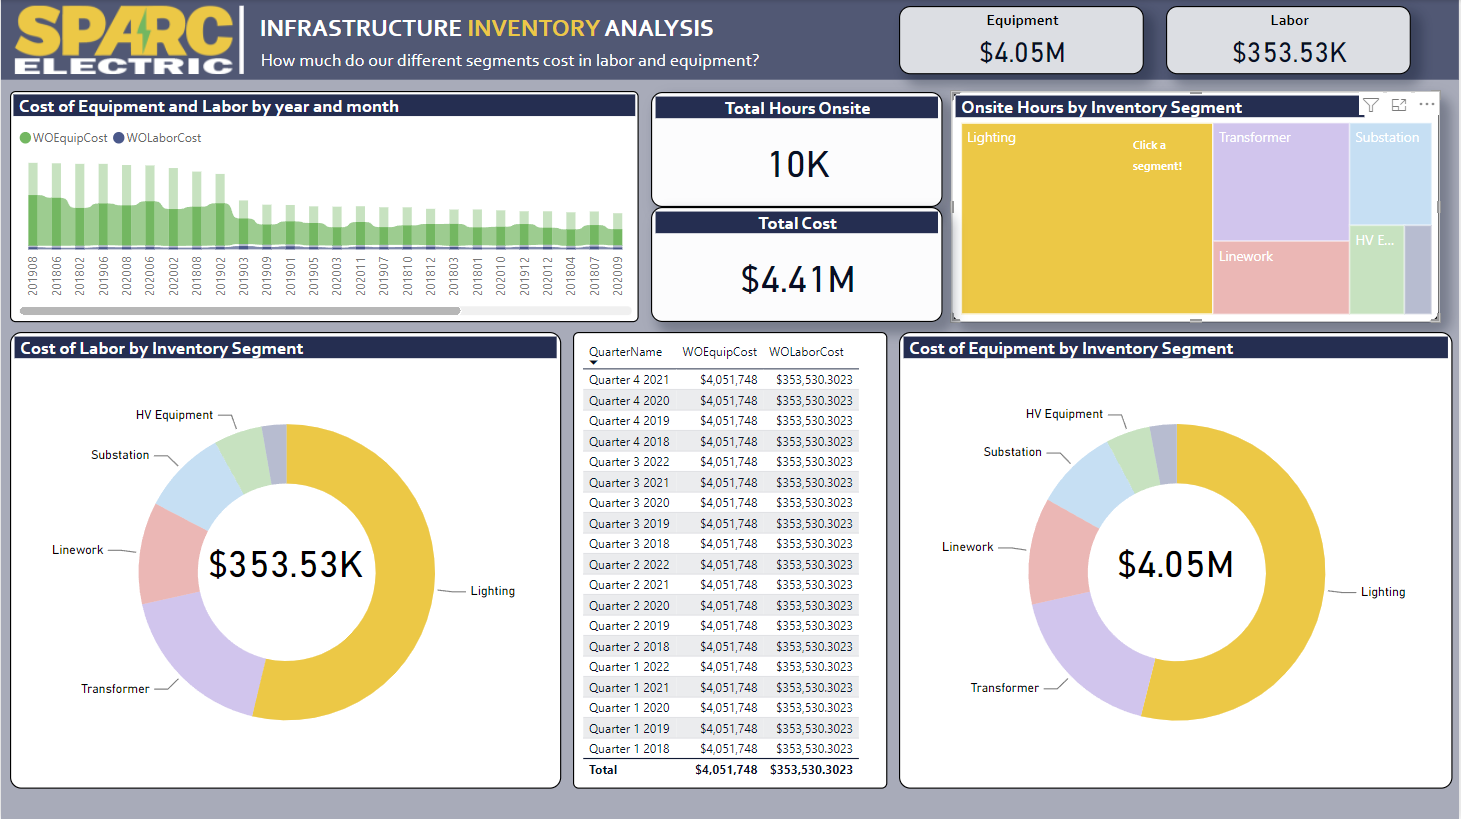 SPARC
ELECTRIC
INFRASTRUCTURE INVENTORY ANALYSIS
How much do our different segments cost in labor and equipment?
Equipment
$4.05M
Labor
$353.53K
Cost of Equipment and Labor by year and month
WOEquipCost WOLaborCost
201908 201806 201802 201906 202008 202006 202002 201808 201902 201903 201909 201901 201905 202003 202011 201907 201810 201812 201803 201801 202010 201912 202012 201804 201807 202009
Total Hours Onsite
10K
Total Cost
$4.41M
Onsite Hours by Inventory Segment
Lighting
Click a
segment!
Transformer
Substation
Linework
HV E...
Cost of Labor by Inventory Segment
HV Equipment
Substation
Linework
$353.53K
Lighting
Transformer
QuarterName WOEquipCost WOLaborCost
Quarter 4 2021 $4,051,748 $353,530.3023
Quarter 4 2020 $4,051,748 $353,530.3023
Quarter 4 2019 $4,051,748 $353,530.3023
Quarter 4 2018 $4,051,748 $353,530.3023
Quarter 3 2022 $4,051,748 $353,530.3023
Quarter 3 2021 $4,051,748 $353,530.3023
Quarter 3 2020 $4,051,748 $353,530.3023
Quarter 3 2019 $4,051,748 $353,530.3023
Quarter 3 2018 $4,051,748 $353,530.3023
Quarter 2 2022 $4,051,748 $353,530.3023
Quarter 2 2021 $4,051,748 $353,530.3023
Quarter 2 2020 $4,051,748 $353,530.3023
Quarter 2 2019 $4,051,748 $353,530.3023
Quarter 2 2018 $4,051,748 $353,530.3023
Quarter 1 2022 $4,051,748 $353,530.3023
Quarter 1 2021 $4,051,748 $353,530.3023
Quarter 1 2020 $4,051,748 $353,530.3023
Quarter 1 2019 $4,051,748 $353,530.3023
Quarter 1 2018 $4,051,748 $353,530.3023
Total $4,051,748 $353,530.3023
Cost of Equipment by Inventory Segment
HV Equipment
Substation
Linework
$4.05M
Lighting
Transformer